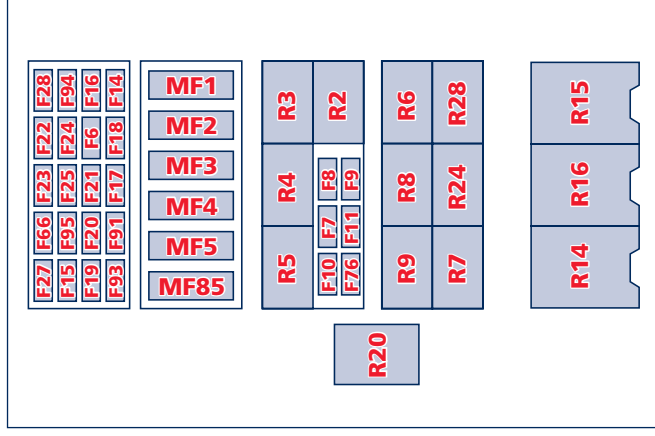 F28 F94 F16 F14
F22 F24 F6 F18
F23 F25 F21 F17
F66 F95 F20 F91
F27 F15 F19 F93
MF1
MF2
MF3
MF4
MF5
MF85
R3 R2
R4
R5
F8 F9
F7 F11
F10 F76
R6 R28
R8 R24
R9 R7
R15
R16
R14
R20